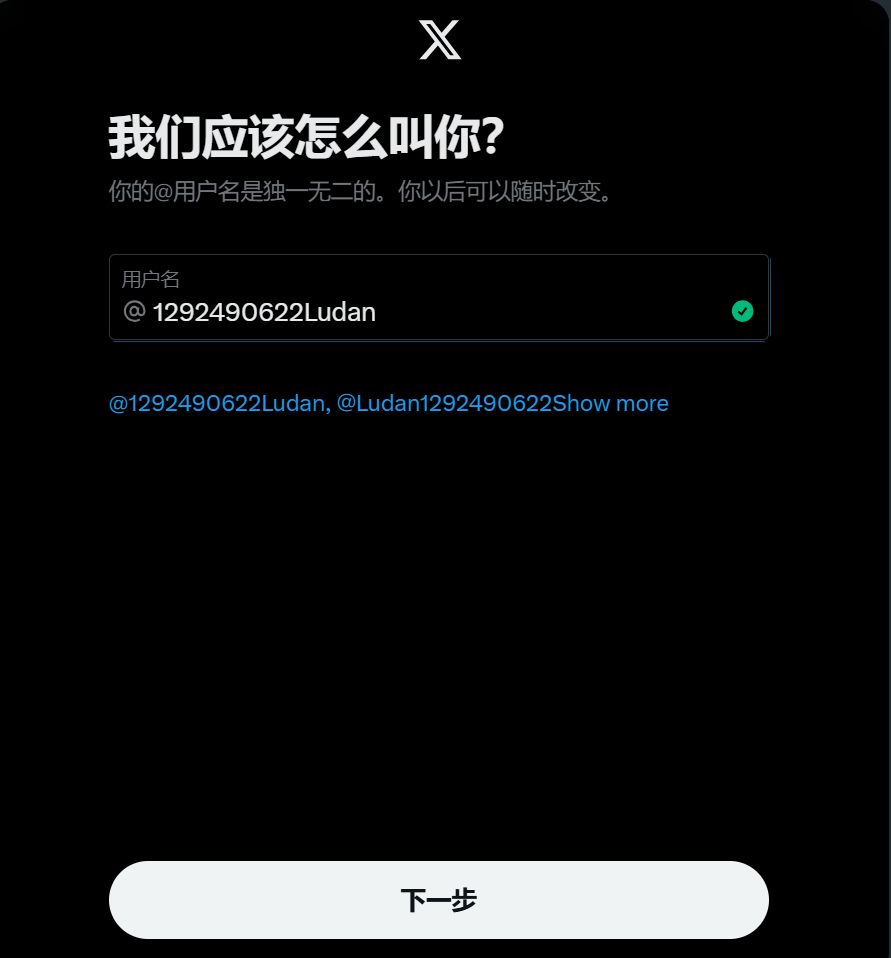 我们应该怎么叫你？
你的@用户名是独一无二的。你以后可以随时改变。
用户名
@ 1292490622Ludan
@1292490622Ludan, @Ludan1292490622Show more
下一步